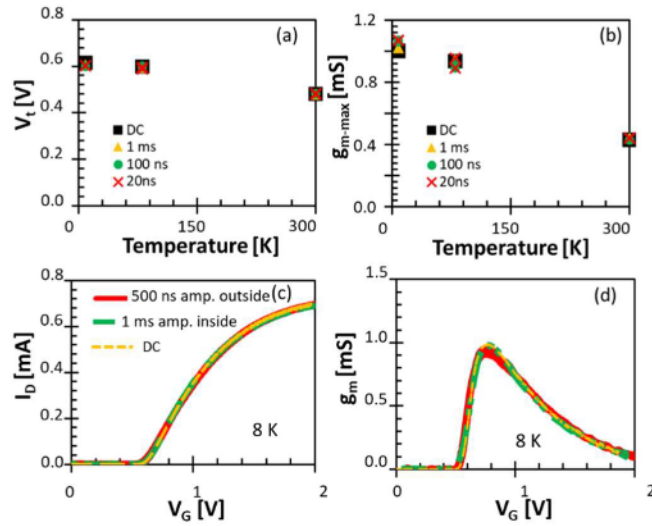 (a)
V_t [V]
0.8
0.6
0.4
0.2
0.0
DC
1 ms
100 ns
20ns
0 150 300
Temperature [K]
(b)
g_m-max [mS]
1.2
0.8
0.4
0.0
DC
1 ms
100 ns
20ns
0 150 300
Temperature [K]
(c)
I_D [mA]
0.8
0.6
0.4
0.2
0.0
500 ns amp. outside
1 ms amp. inside
DC
8 K
0 1 2
V_G [V]
(d)
g_m [mS]
1.5
1.0
0.5
0.0
8 K
0 1 2
V_G [V]